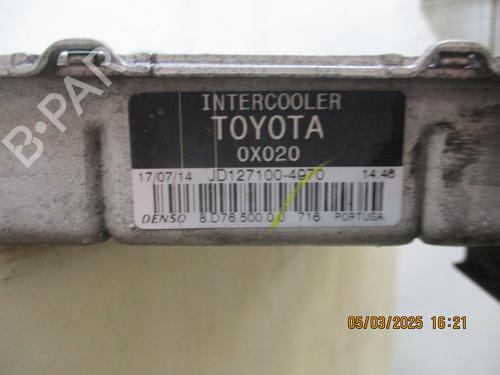 B-PARTS
INTERCOOLER
TOYOTA
0X020
17/07/14 JD127100-4970 14:46
DENSO 8.D76.500.0.0 716 PORTUGA
05/03/2025 16:21